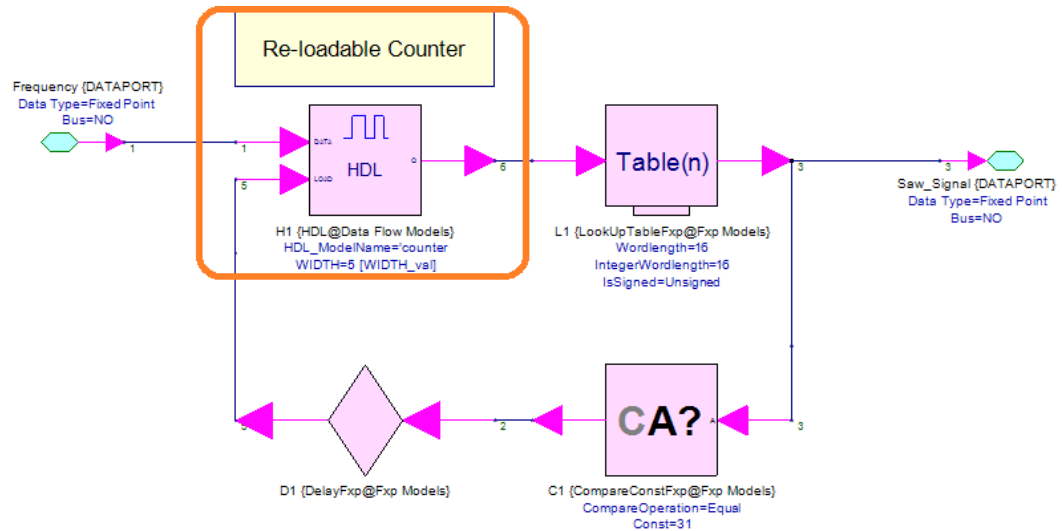 Re-loadable Counter
Frequency {DATAPORT}
Data Type=Fixed Point
Bus=NO
1
1
5
DATA
LOAD
HDL
Q
6
H1 {HDL@Data Flow Models}
HDL_ModelName='counter
WIDTH=5 [WIDTH_val]
Table(n)
L1 {LookUpTableFxp@Fxp Models}
Wordlength=16
IntegerWordlength=16
IsSigned=Unsigned
3
3
Saw_Signal {DATAPORT}
Data Type=Fixed Point
Bus=NO
5
D1 {DelayFxp@Fxp Models}
2
CA?
A
3
C1 {CompareConstFxp@Fxp Models}
CompareOperation=Equal
Const=31